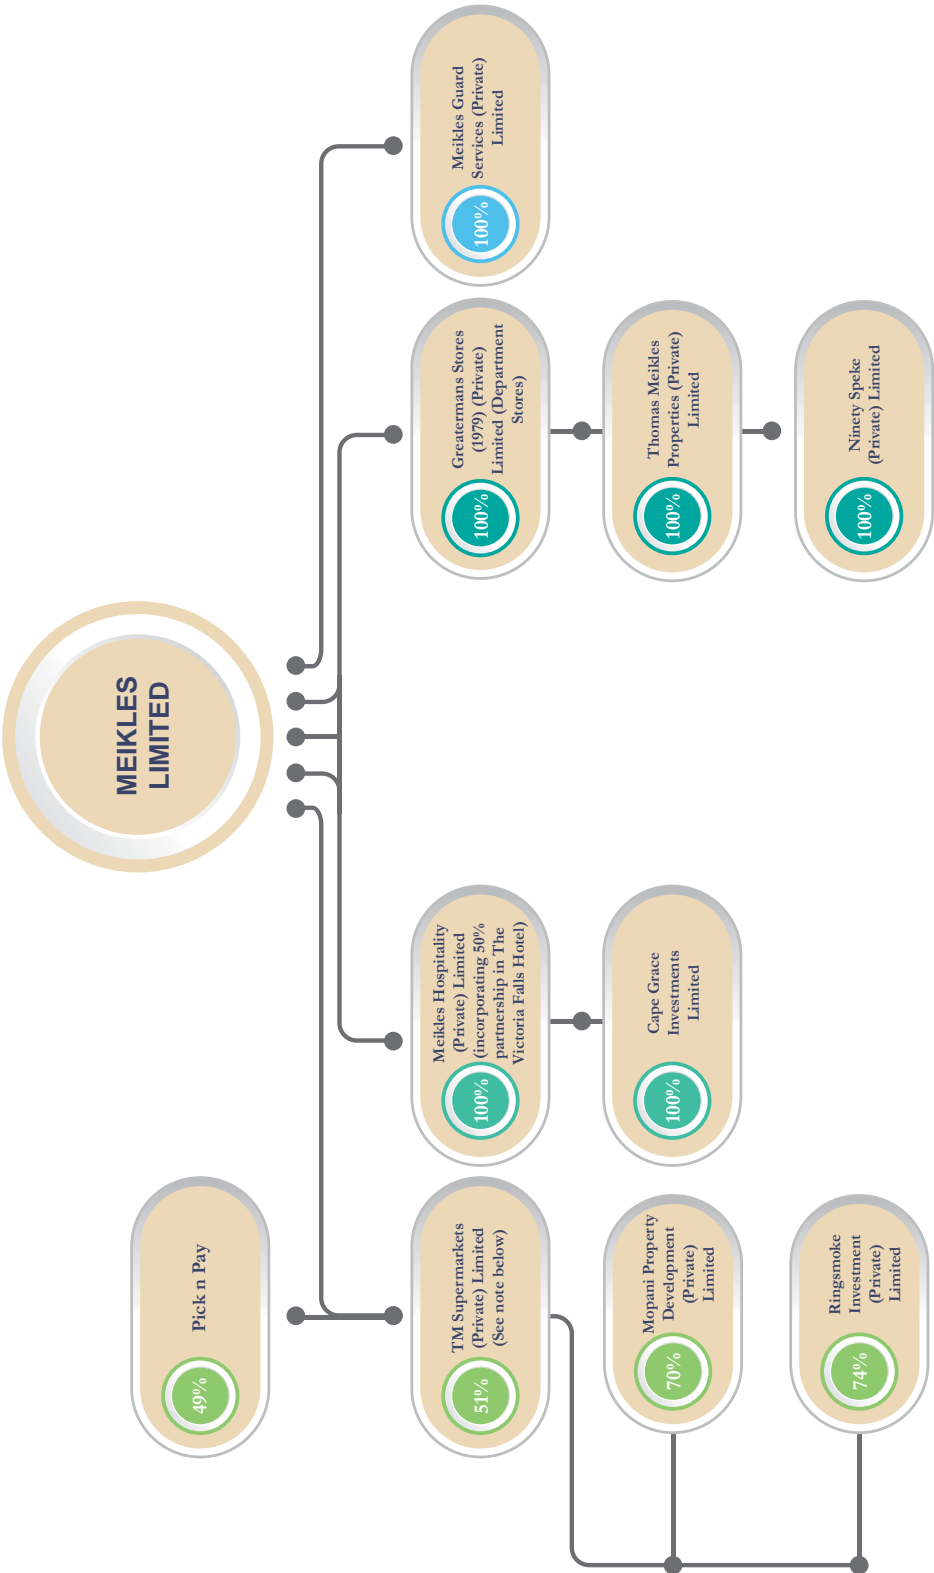 MEIKLES
LIMITED
49%
Pick n Pay
51%
TM Supermarkets
(Private) Limited
(See note below)
100%
Meikles Hospitality
(Private) Limited
(incorporating 50%
partnership in The
Victoria Falls Hotel)
100%
Greatermans Stores
(1979) (Private)
Limited (Department
Stores)
100%
Meikles Guard
Services (Private)
Limited
70%
Mopani Property
Development
(Private)
Limited
100%
Cape Grace
Investments
Limited
100%
Thomas Meikles
Properties (Private)
Limited
74%
Ringsmoke
Investment
(Private)
Limited
100%
Ninety Speke
(Private) Limited